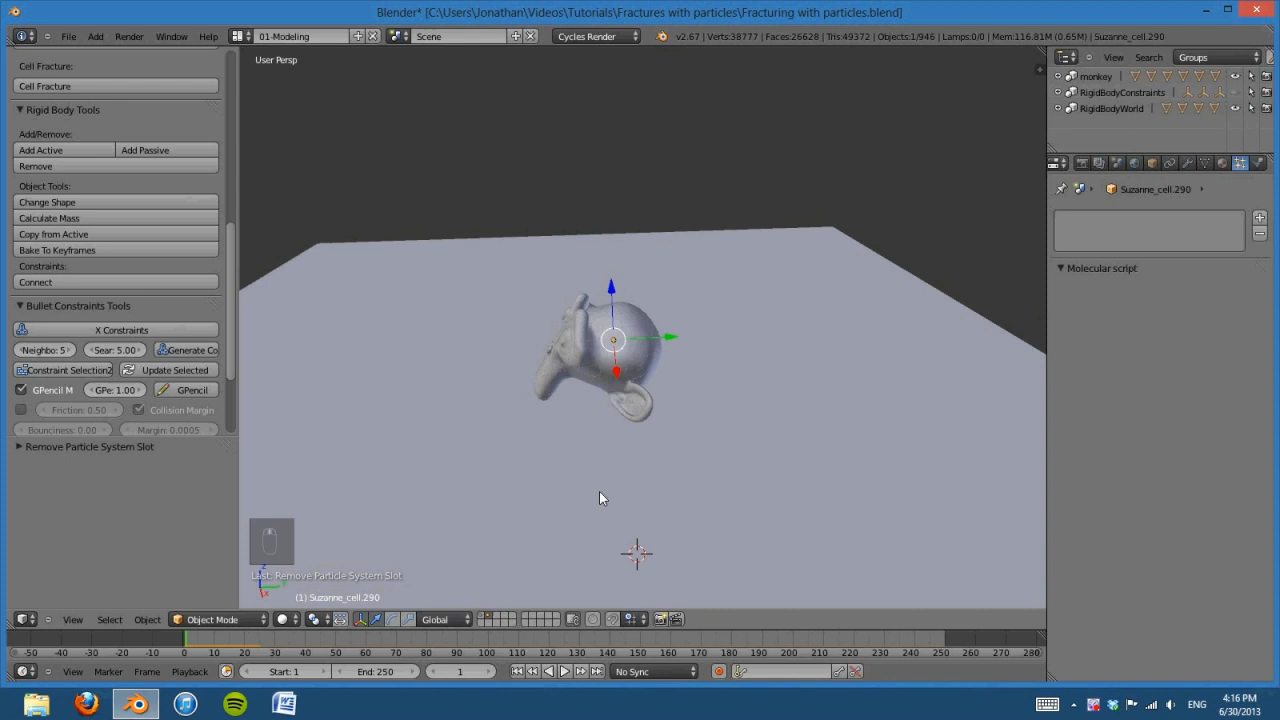 Blender* [C:\Users\Jonathan\Videos\Tutorials\Fractures with particles\Fracturing with particles.blend]
File Add Render Window Help 01-Modeling Scene Cycles Render v2.67 | Verts:38777 | Faces:26628 | Tris:49372 | Objects:1/946 | Lamps:0/0 | Mem:116.81M (0.65M) | Suzanne_cell.290
View Search Groups
User Persp
Cell Fracture:
Cell Fracture
Rigid Body Tools
Add/Remove:
Add Active Add Passive
Remove
Object Tools:
Change Shape
Calculate Mass
Copy from Active
Bake To Keyframes
Constraints:
Connect
Bullet Constraints Tools
X Constraints
Neighbo: 5 Sear: 5.00 Generate Co
Constraint Selection2 Update Selected
GPencil M GPe: 1.00 GPencil
Friction: 0.50 Collision Margin
Bounciness: 0.00 Margin: 0.0005
Remove Particle System Slot
monkey
RigidBodyConstraints
RigidBodyWorld
Suzanne_cell.290
Molecular script
Last: Remove Particle System Slot
z
x
(1) Suzanne_cell.290
View Select Object Object Mode Global
-50 -40 -30 -20 -10 0 10 20 30 40 50 60 70 80 90 100 110 120 130 140 150 160 170 180 190 200 210 220 230 240 250 260 270 280
View Marker Frame Playback Start: 1 End: 250 1 No Sync
ENG
4:16 PM
6/30/2013